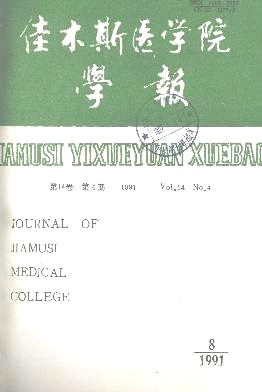 佳木斯医学院
學報
JIAMUSI YIXUEYUAN XUEBAO
第14卷 第4期 1991 Vol.14 No.4
JOURNAL OF
JIAMUSI
MEDICAL
COLLEGE
8
1991